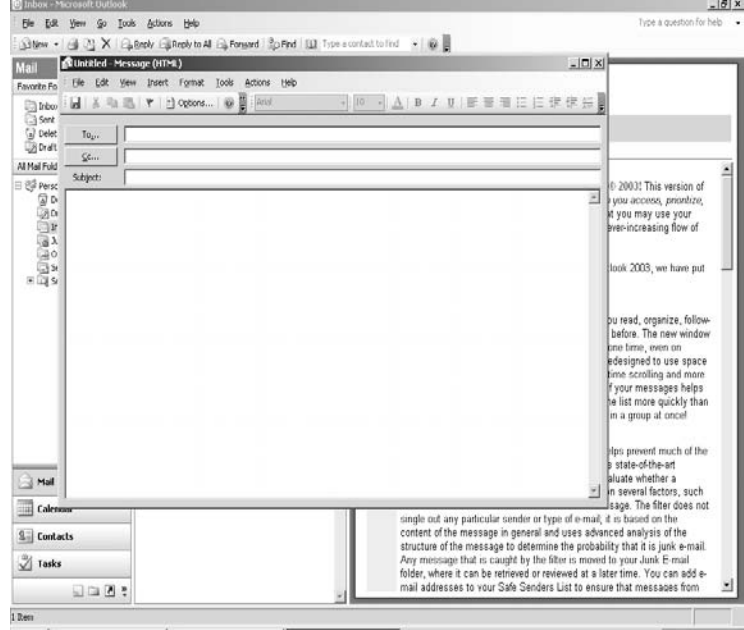 Inbox - Microsoft Outlook
File Edit View Go Tools Actions Help
Type a question for help
New Reply Reply to All Forward Find Type a contact to find
Mail
Untitled - Message (HTML)
Favorite Fo
File Edit View Insert Format Tools Actions Help
Inbox
Sent
Options... Arial 10 A B I U
Delet
Draft
To...
All Mail Fold
Cc...
Subject:
Perso
® 2003! This version of
you access, prioritize,
t you may use your
ever-increasing flow of
look 2003, we have put
ou read, organize, follow-
before. The new window
one time, even on
edesigned to use space
time scrolling and more
f your messages helps
he list more quickly than
in a group at once!
elps prevent much of the
s state-of-the-art
aluate whether a
n several factors, such
sage. The filter does not
Mail
Calendar
Contacts
Tasks
single out any particular sender or type of e-mail, it is based on the
content of the message in general and uses advanced analysis of the
structure of the message to determine the probability that it is junk e-mail.
Any message that is caught by the filter is moved to your Junk E-mail
folder, where it can be retrieved or reviewed at a later time. You can add e-
mail addresses to your Safe Senders List to ensure that messages from
1 Item